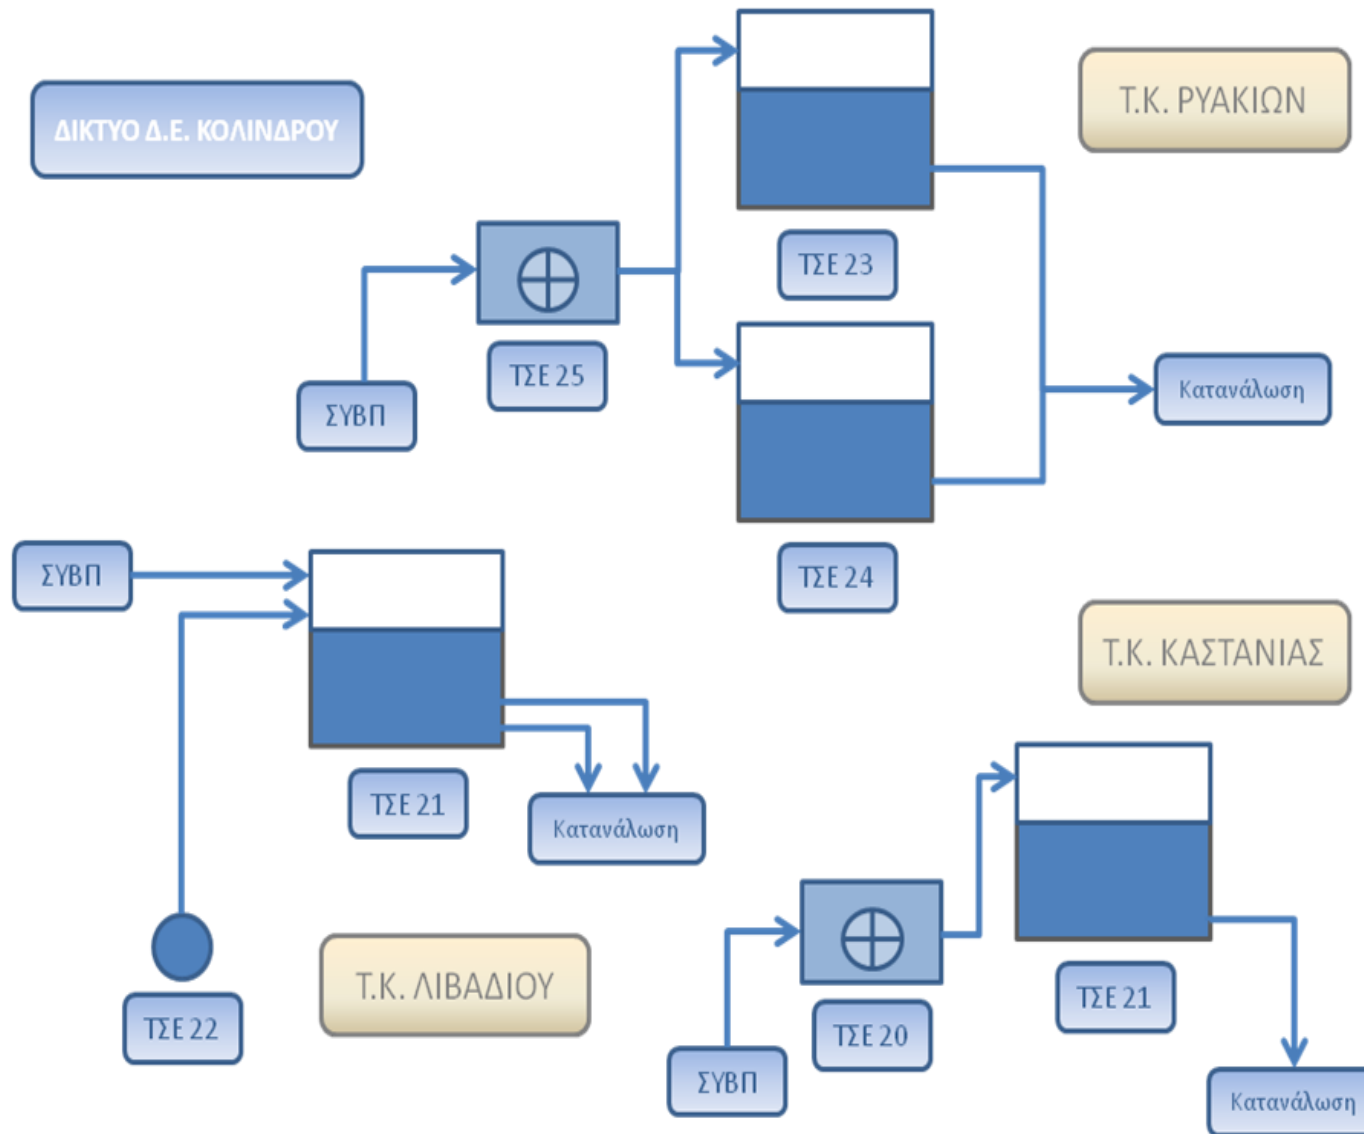 ΔΙΚΤΥΟ Δ.Ε. ΚΟΛΙΝΔΡΟΥ
Τ.Κ. ΡΥΑΚΙΩΝ
ΤΣΕ 23
ΤΣΕ 25
ΣΥΒΠ
Κατανάλωση
ΤΣΕ 24
ΣΥΒΠ
Τ.Κ. ΚΑΣΤΑΝΙΑΣ
ΤΣΕ 21
Κατανάλωση
Τ.Κ. ΛΙΒΑΔΙΟΥ
ΤΣΕ 22
ΤΣΕ 21
ΤΣΕ 20
ΣΥΒΠ
Κατανάλωση